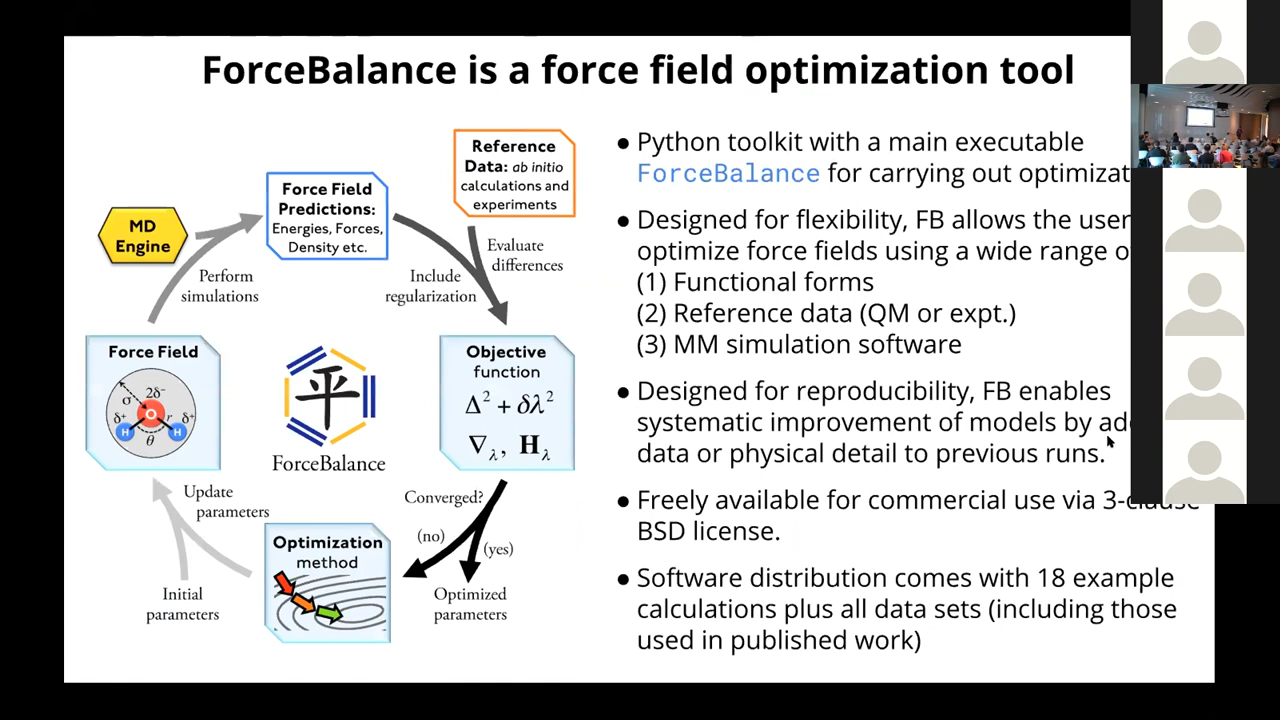 ForceBalance is a force field optimization tool
Reference
Data: ab initio
calculations and
experiments
Force Field
Predictions:
Energies, Forces,
Density etc.
MD
Engine
Perform
simulations
Include
regularization
Evaluate
differences
Force Field
σ
2δ⁻
δ⁺
O
r
δ⁺
H
θ
H
平
ForceBalance
Objective
function
Δ² + δλ²
∇λ, Hλ
Update
parameters
Converged?
(no)
(yes)
Optimization
method
Initial
parameters
Optimized
parameters
● Python toolkit with a main executable
ForceBalance for carrying out optimizat
● Designed for flexibility, FB allows the user
optimize force fields using a wide range o
(1) Functional forms
(2) Reference data (QM or expt.)
(3) MM simulation software
● Designed for reproducibility, FB enables
systematic improvement of models by ad
data or physical detail to previous runs.
● Freely available for commercial use via 3-clause
BSD license.
● Software distribution comes with 18 example
calculations plus all data sets (including those
used in published work)